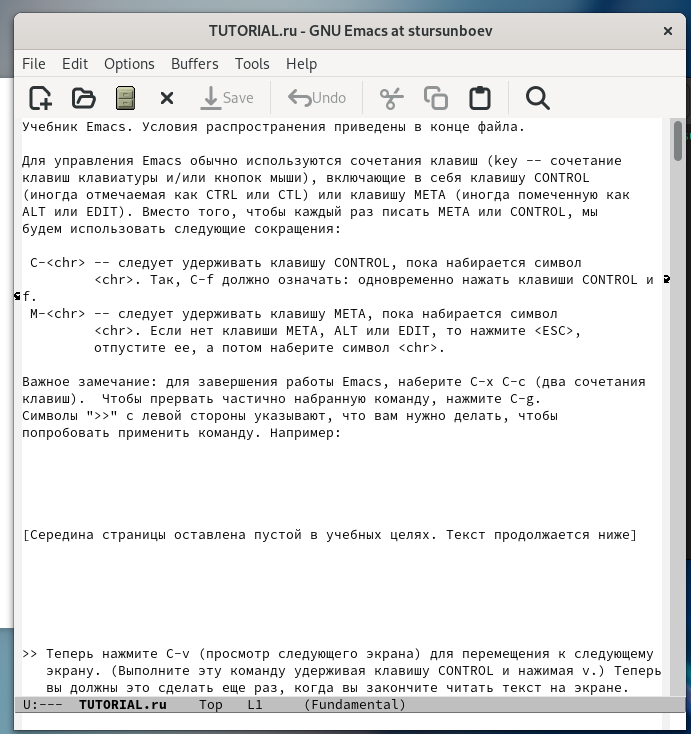 TUTORIAL.ru - GNU Emacs at stursunboev
File Edit Options Buffers Tools Help
Save Undo
Учебник Emacs. Условия распространения приведены в конце файла.
Для управления Emacs обычно используются сочетания клавиш (key -- сочетание
клавиш клавиатуры и/или кнопок мыши), включающие в себя клавишу CONTROL
(иногда отмечаемая как CTRL или CTL) или клавишу META (иногда помеченную как
ALT или EDIT). Вместо того, чтобы каждый раз писать META или CONTROL, мы
будем использовать следующие сокращения:
C-<chr> -- следует удерживать клавишу CONTROL, пока набирается символ
<chr>. Так, C-f должно означать: одновременно нажать клавиши CONTROL и
f.
M-<chr> -- следует удерживать клавишу META, пока набирается символ
<chr>. Если нет клавиши META, ALT или EDIT, то нажмите <ESC>,
отпустите ее, а потом наберите символ <chr>.
Важное замечание: для завершения работы Emacs, наберите C-x C-c (два сочетания
клавиш).  Чтобы прервать частично набранную команду, нажмите C-g.
Символы ">>" с левой стороны указывают, что вам нужно делать, чтобы
попробовать применить команду. Например:
[Середина страницы оставлена пустой в учебных целях. Текст продолжается ниже]
>> Теперь нажмите C-v (просмотр следующего экрана) для перемещения к следующему
экрану. (Выполните эту команду удерживая клавишу CONTROL и нажимая v.) Теперь
вы должны это сделать еще раз, когда вы закончите читать текст на экране.
U:--- TUTORIAL.ru Top L1 (Fundamental)